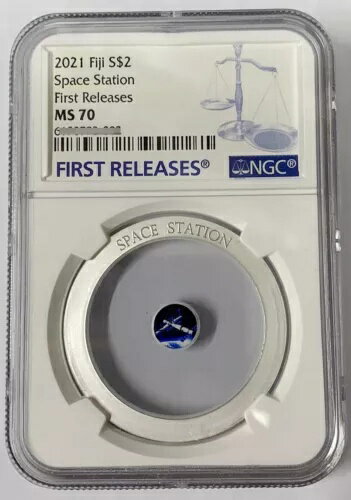 2021 Fiji S$2
Space Station
First Releases
MS 70
FIRST RELEASES®
NGC®
SPACE STATION